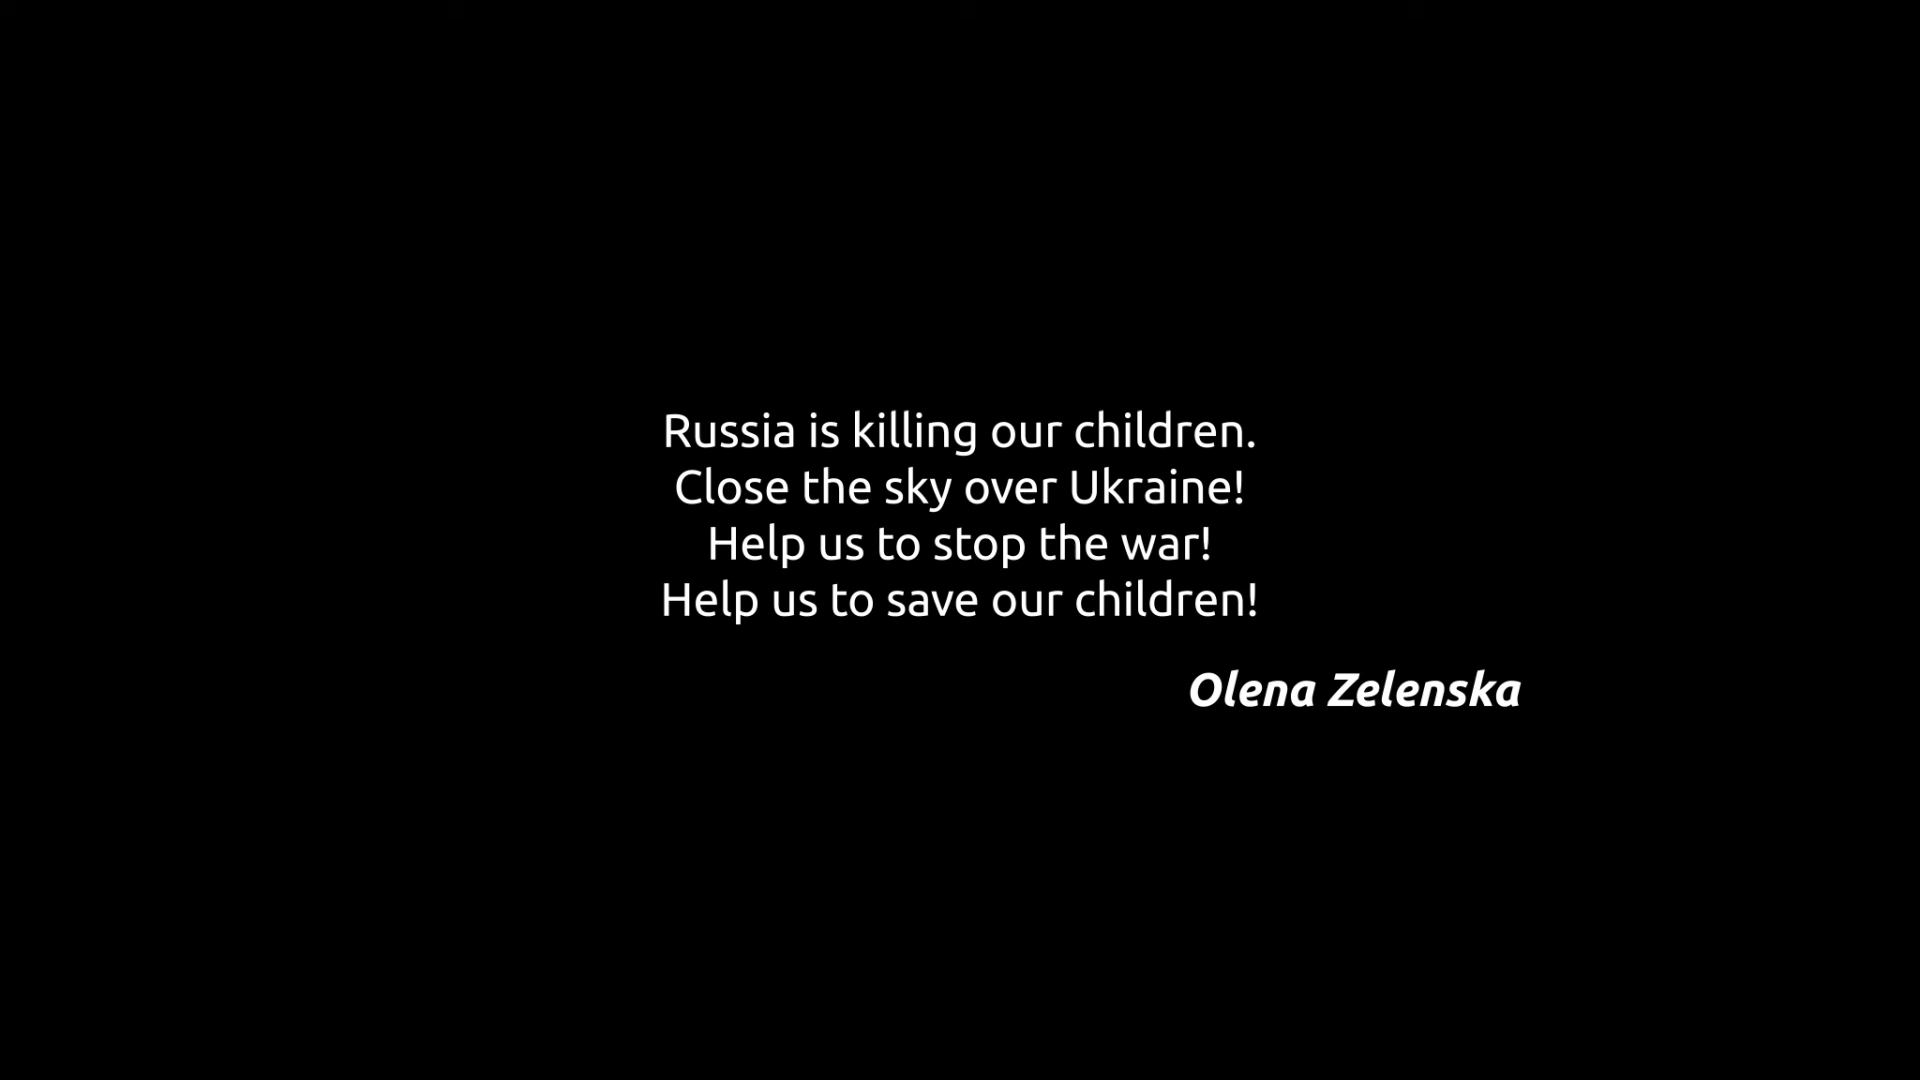 Russia is killing our children.
Close the sky over Ukraine!
Help us to stop the war!
Help us to save our children!
Olena Zelenska